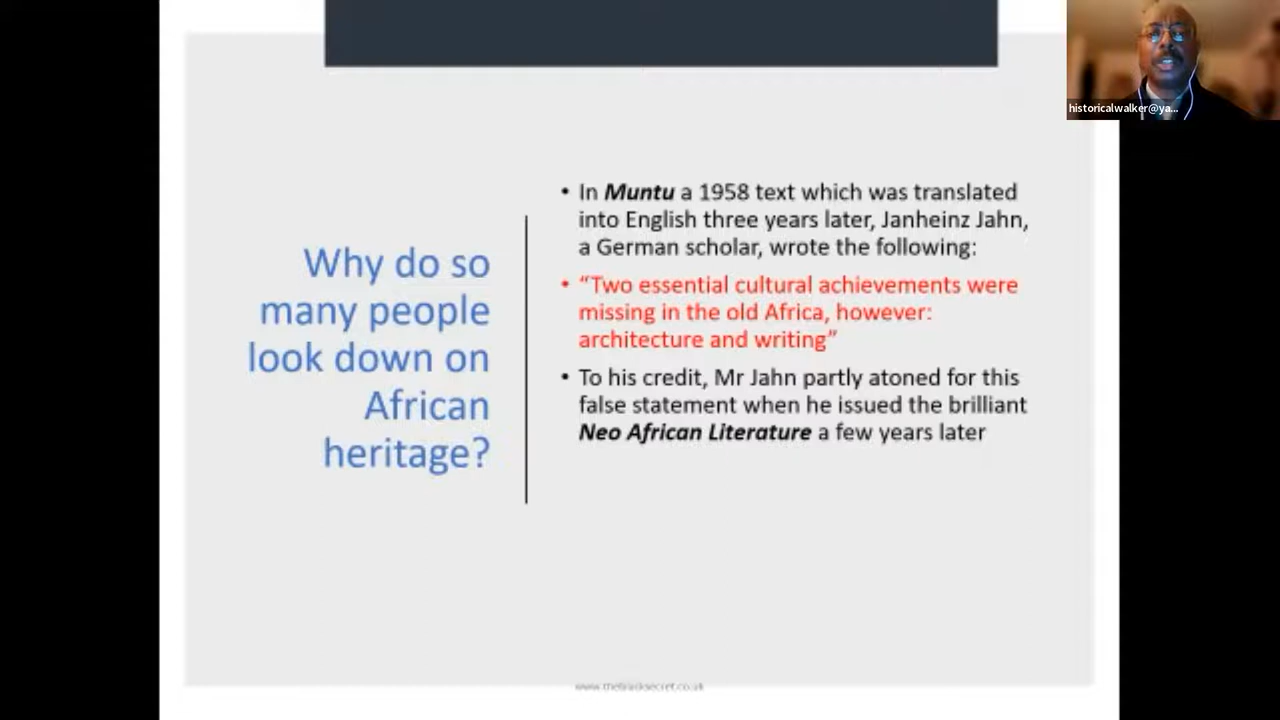 Why do so
many people
look down on
African
heritage?
• In Muntu a 1958 text which was translated
into English three years later, Janheinz Jahn,
a German scholar, wrote the following:
• “Two essential cultural achievements were
missing in the old Africa, however:
architecture and writing”
• To his credit, Mr Jahn partly atoned for this
false statement when he issued the brilliant
Neo African Literature a few years later
historicalwalker@ya...
www.theblacksecret.co.uk